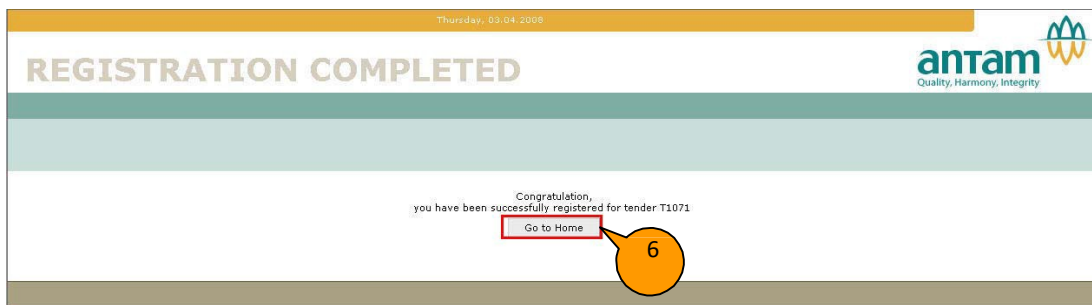 Thursday, 03.04.2008
REGISTRATION COMPLETED
antam
Quality, Harmony, Integrity
Congratulation,
you have been successfully registered for tender T1071
Go to Home
6